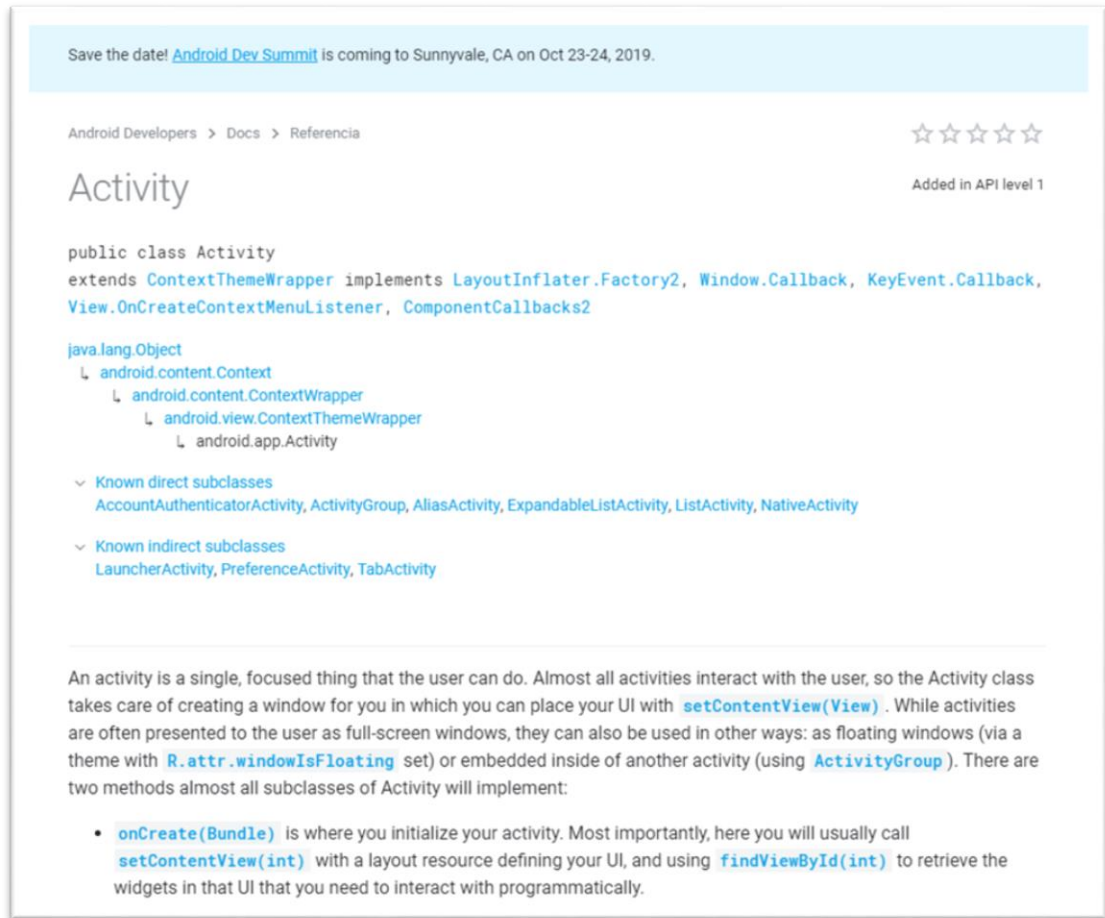 Save the date! Android Dev Summit is coming to Sunnyvale, CA on Oct 23-24, 2019.
Android Developers > Docs > Referencia
Activity
Added in API level 1
public class Activity
extends ContextThemeWrapper implements LayoutInflater.Factory2, Window.Callback, KeyEvent.Callback,
View.OnCreateContextMenuListener, ComponentCallbacks2
java.lang.Object
↳ android.content.Context
↳ android.content.ContextWrapper
↳ android.view.ContextThemeWrapper
↳ android.app.Activity
Known direct subclasses
AccountAuthenticatorActivity, ActivityGroup, AliasActivity, ExpandableListActivity, ListActivity, NativeActivity
Known indirect subclasses
LauncherActivity, PreferenceActivity, TabActivity
An activity is a single, focused thing that the user can do. Almost all activities interact with the user, so the Activity class
takes care of creating a window for you in which you can place your UI with setContentView(View). While activities
are often presented to the user as full-screen windows, they can also be used in other ways: as floating windows (via a
theme with R.attr.windowIsFloating set) or embedded inside of another activity (using ActivityGroup). There are
two methods almost all subclasses of Activity will implement:
• onCreate(Bundle) is where you initialize your activity. Most importantly, here you will usually call
setContentView(int) with a layout resource defining your UI, and using findViewById(int) to retrieve the
widgets in that UI that you need to interact with programmatically.